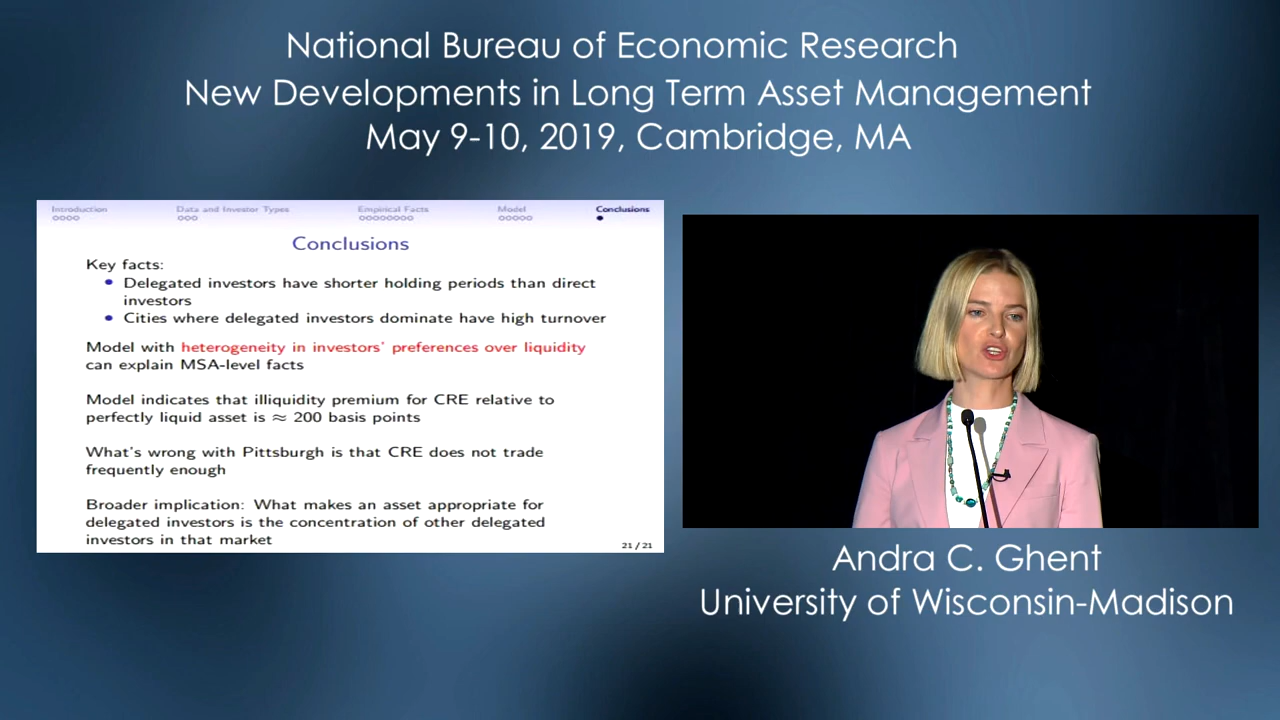 National Bureau of Economic Research
New Developments in Long Term Asset Management
May 9-10, 2019, Cambridge, MA
Introduction Data and Investor Types Empirical Facts Model Conclusions
Conclusions
Key facts:
Delegated investors have shorter holding periods than direct
investors
Cities where delegated investors dominate have high turnover
Model with heterogeneity in investors' preferences over liquidity
can explain MSA-level facts
Model indicates that illiquidity premium for CRE relative to
perfectly liquid asset is ≈ 200 basis points
What's wrong with Pittsburgh is that CRE does not trade
frequently enough
Broader implication: What makes an asset appropriate for
delegated investors is the concentration of other delegated
investors in that market
21 / 21
Andra C. Ghent
University of Wisconsin-Madison